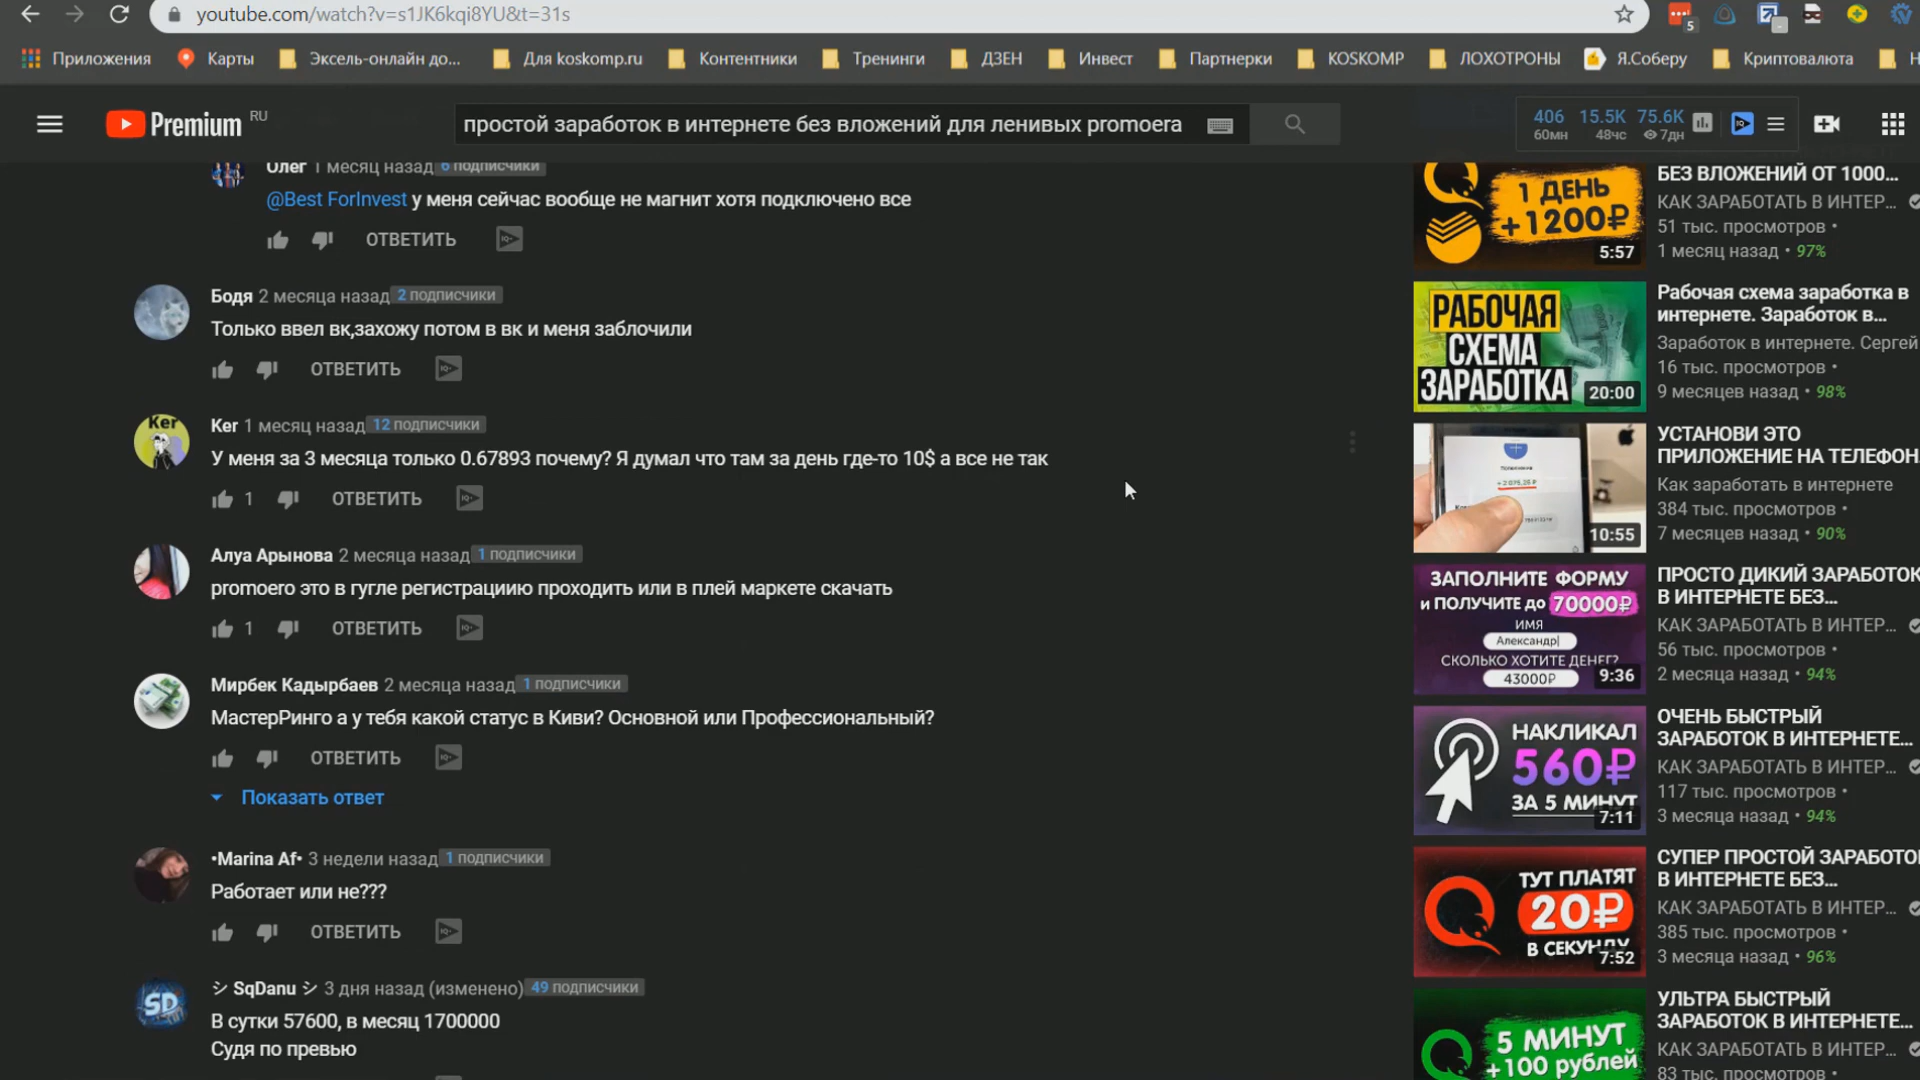 youtube.com/watch?v=s1JK6kqi8YU&t=31s
5
Приложения Карты Эксель-онлайн до... Для koskomp.ru Контентники Тренинги ДЗЕН Инвест Партнерки KOSKOMP ЛОХОТРОНЫ Я.Соберу Криптовалюта
Premium RU
простой заработок в интернете без вложений для ленивых promoera
406 15.5K 75.6K
60мн 48чс 7дн
Олег 1 месяц назад 6 подписчики
@Best ForInvest у меня сейчас вообще не магнит хотя подключено все
ОТВЕТИТЬ
Бодя 2 месяца назад 2 подписчики
Только ввел вк,захожу потом в вк и меня заблочили
ОТВЕТИТЬ
Ker
Ker 1 месяц назад 12 подписчики
У меня за 3 месяца только 0.67893 почему? Я думал что там за день где-то 10$ а все не так
1 ОТВЕТИТЬ
Алуа Арынова 2 месяца назад 1 подписчики
promoero это в гугле регистрациию проходить или в плей маркете скачать
1 ОТВЕТИТЬ
Мирбек Кадырбаев 2 месяца назад 1 подписчики
МастерРинго а у тебя какой статус в Киви? Основной или Профессиональный?
ОТВЕТИТЬ
Показать ответ
•Marina Af• 3 недели назад 1 подписчики
Работает или не???
ОТВЕТИТЬ
SD
シ SqDanu シ 3 дня назад (изменено) 49 подписчики
В сутки 57600, в месяц 1700000
Судя по превью
1 ДЕНЬ
+1200₽
5:57
БЕЗ ВЛОЖЕНИЙ ОТ 1000...
КАК ЗАРАБОТАТЬ В ИНТЕР...
51 тыс. просмотров •
1 месяц назад • 97%
РАБОЧАЯ
СХЕМА
ЗАРАБОТКА
20:00
Рабочая схема заработка в
интернете. Заработок в...
Заработок в интернете. Сергей
16 тыс. просмотров •
9 месяцев назад • 98%
10:55
УСТАНОВИ ЭТО
ПРИЛОЖЕНИЕ НА ТЕЛЕФОН
Как заработать в интернете
384 тыс. просмотров •
7 месяцев назад • 90%
ЗАПОЛНИТЕ ФОРМУ
и ПОЛУЧИТЕ до 70000₽
ИМЯ
Александр|
СКОЛЬКО ХОТИТЕ ДЕНЕГ?
43000₽
9:36
ПРОСТО ДИКИЙ ЗАРАБОТОК
В ИНТЕРНЕТЕ БЕЗ...
КАК ЗАРАБОТАТЬ В ИНТЕР...
56 тыс. просмотров •
2 месяца назад • 94%
НАКЛИКАЛ
560₽
ЗА 5 МИНУТ
7:11
ОЧЕНЬ БЫСТРЫЙ
ЗАРАБОТОК В ИНТЕРНЕТЕ...
КАК ЗАРАБОТАТЬ В ИНТЕР...
117 тыс. просмотров •
3 месяца назад • 94%
ТУТ ПЛАТЯТ
20₽
В СЕКУНДУ
7:52
СУПЕР ПРОСТОЙ ЗАРАБОТО
В ИНТЕРНЕТЕ БЕЗ...
КАК ЗАРАБОТАТЬ В ИНТЕР...
385 тыс. просмотров •
3 месяца назад • 96%
5 МИНУТ
+100 рублей
УЛЬТРА БЫСТРЫЙ
ЗАРАБОТОК В ИНТЕРНЕТЕ...
КАК ЗАРАБОТАТЬ В ИНТЕР...
83 тыс. просмотров •